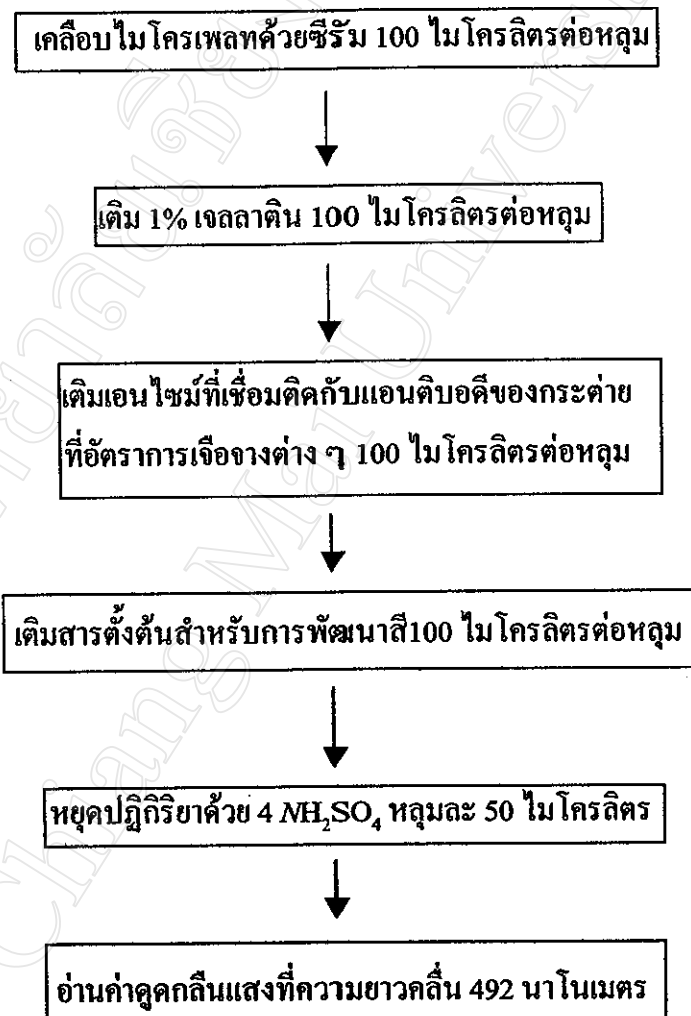 เคลือบไมโครเพลทด้วยซีรัม 100 ไมโครลิตรต่อหลุม
เติม 1% เจลลาติน 100 ไมโครลิตรต่อหลุม
เติมเอนไซม์ที่เชื่อมติดกับแอนติบอดีของกระต่าย
ที่อัตราการเจือจางต่าง ๆ 100 ไมโครลิตรต่อหลุม
เติมสารตั้งต้นสำหรับการพัฒนาสี100 ไมโครลิตรต่อหลุม
หยุดปฏิกิริยาด้วย 4 NH₂SO₄ หลุมละ 50 ไมโครลิตร
อ่านค่าดูดกลืนแสงที่ความยาวคลื่น 492 นาโนเมตร